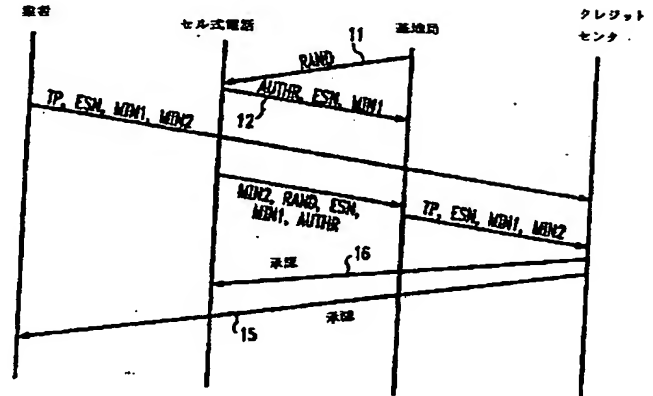 業者
セル式電話
基地局
クレジット
センタ
11
RAND
AUTHR, ESN, MIN1
12
TP, ESN, MIN1, MIN2
MIN2, RAND, ESN,
MIN1, AUTHR
TP, ESN, MIN1, MIN2
承認
16
15
承認